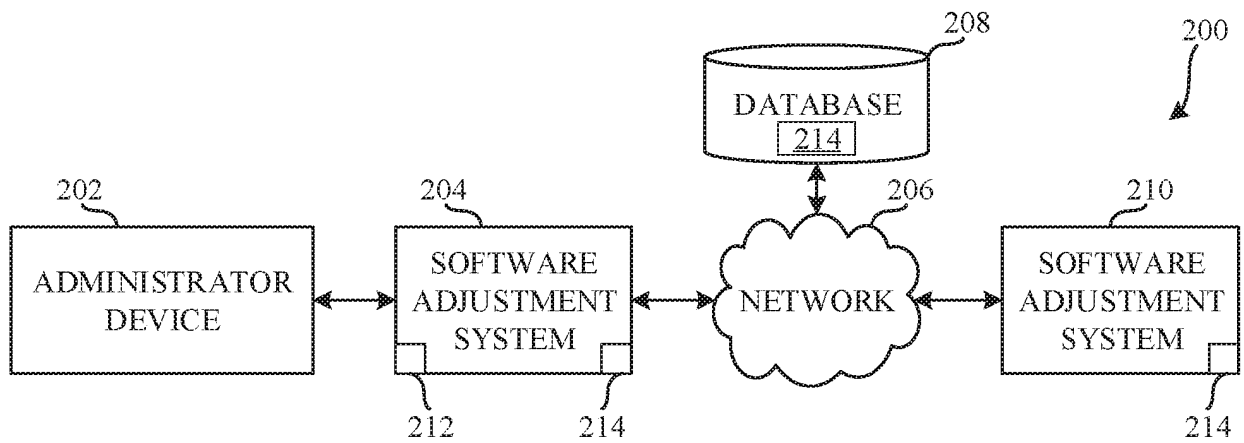 208
200
DATABASE
214
202
204
206
210
ADMINISTRATOR
DEVICE
SOFTWARE
ADJUSTMENT
SYSTEM
NETWORK
SOFTWARE
ADJUSTMENT
SYSTEM
212
214
214